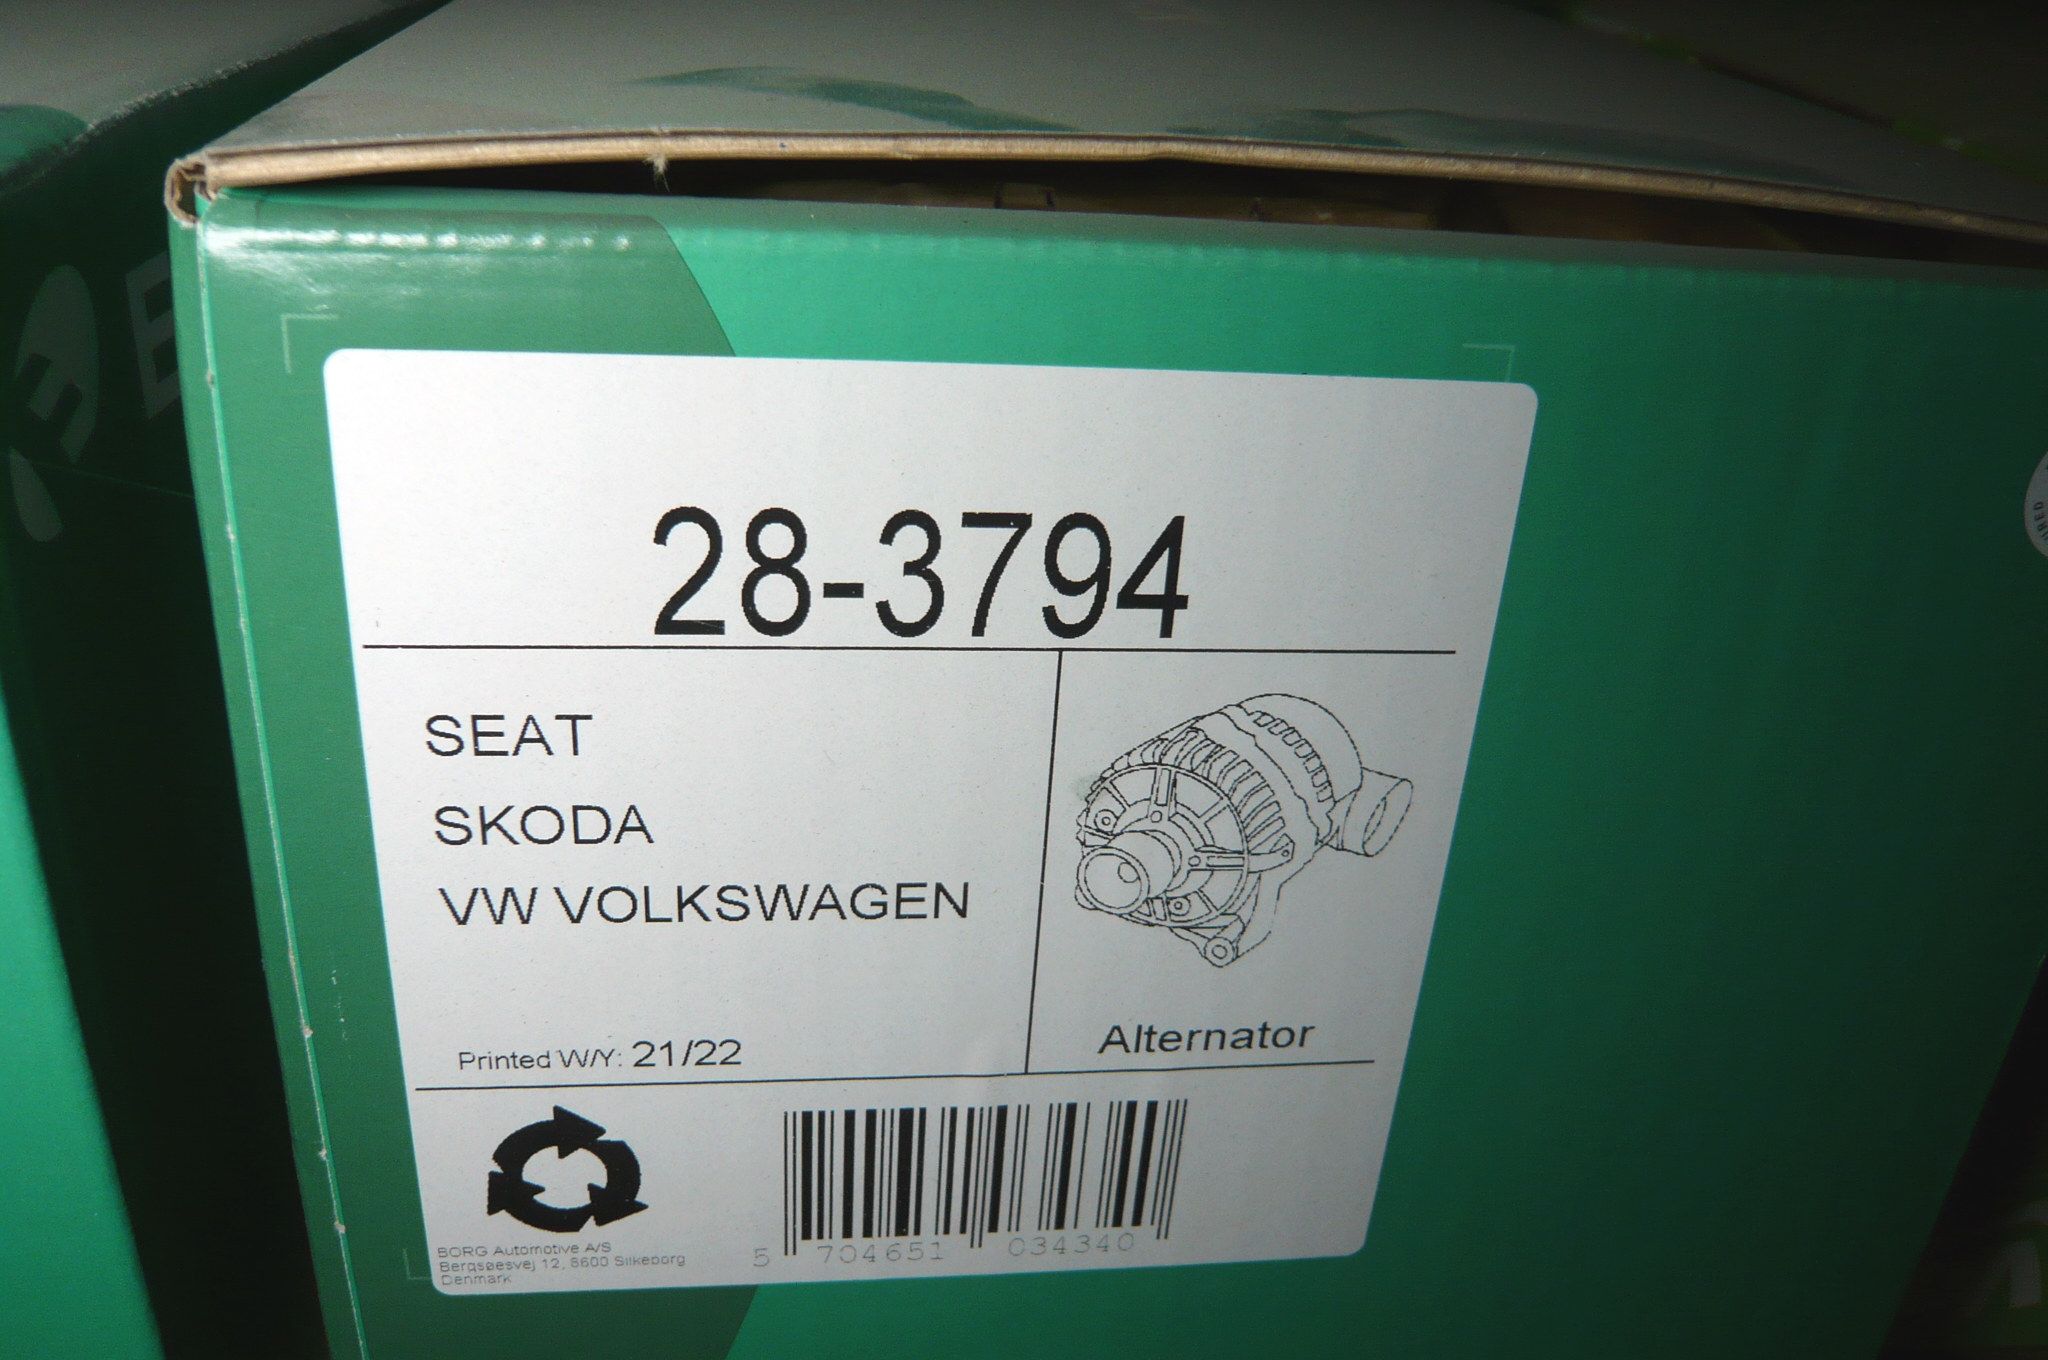 28-3794
SEAT
SKODA
VW VOLKSWAGEN
Printed W/Y: 21/22
Alternator
BORG Automotive A/S
Bergsøesvej 12, 8600 Silkeborg
Denmark
5 704651 034340